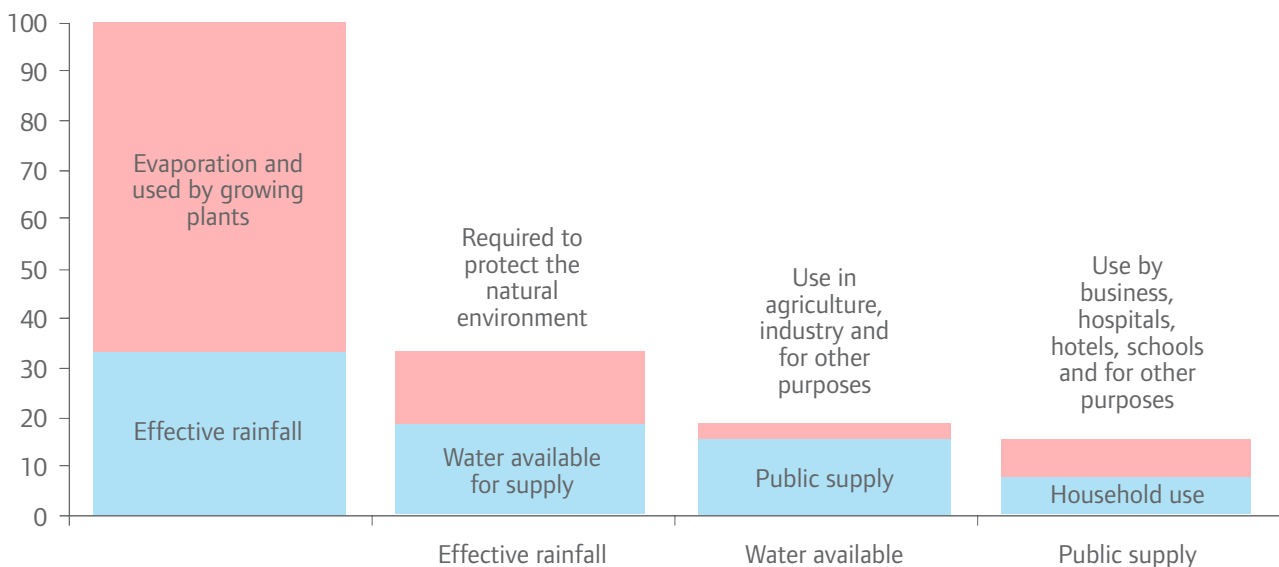 100
90
80
70
60
50
40
30
20
10
0
Evaporation and
used by growing
plants
Effective rainfall
Required to
protect the
natural
environment
Water available
for supply
Use in
agriculture,
industry and
for other
purposes
Public supply
Use by
business,
hospitals,
hotels, schools
and for other
purposes
Household use
Effective rainfall
Water available
Public supply